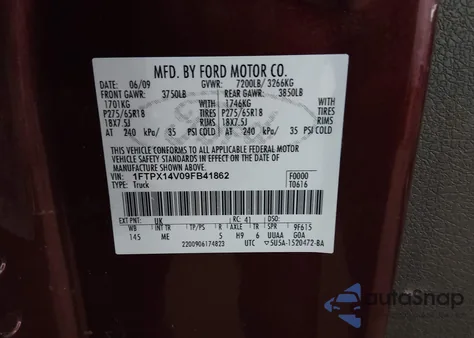 MFD. BY FORD MOTOR CO.
DATE: 06/09 GVWR: 7200LB/ 3266KG
FRONT GAWR: 3750LB REAR GAWR: 3850LB
1701KG WITH 1746KG WITH
P275/65R18 TIRES P275/65R18 TIRES
18X7.5J RIMS 18X7.5J RIMS
AT 240 kPa/ 35 PSI COLD AT 240 kPa/ 35 PSI COLD
THIS VEHICLE CONFORMS TO ALL APPLICABLE FEDERAL MOTOR
VEHICLE SAFETY STANDARDS IN EFFECT ON THE DATE OF
MANUFACTURE SHOWN ABOVE.
VIN: 1FTPX14V09FB41862 F0000
TYPE: Truck T0616
EXT PNT: UK RC: 41 DSO:
WB INT TR R AXLE TR SPR 9F615
145 ME 5 H9 6 UUAA G0A
2200906174823 UTC 5U5A-1520472-BA
autoSnap